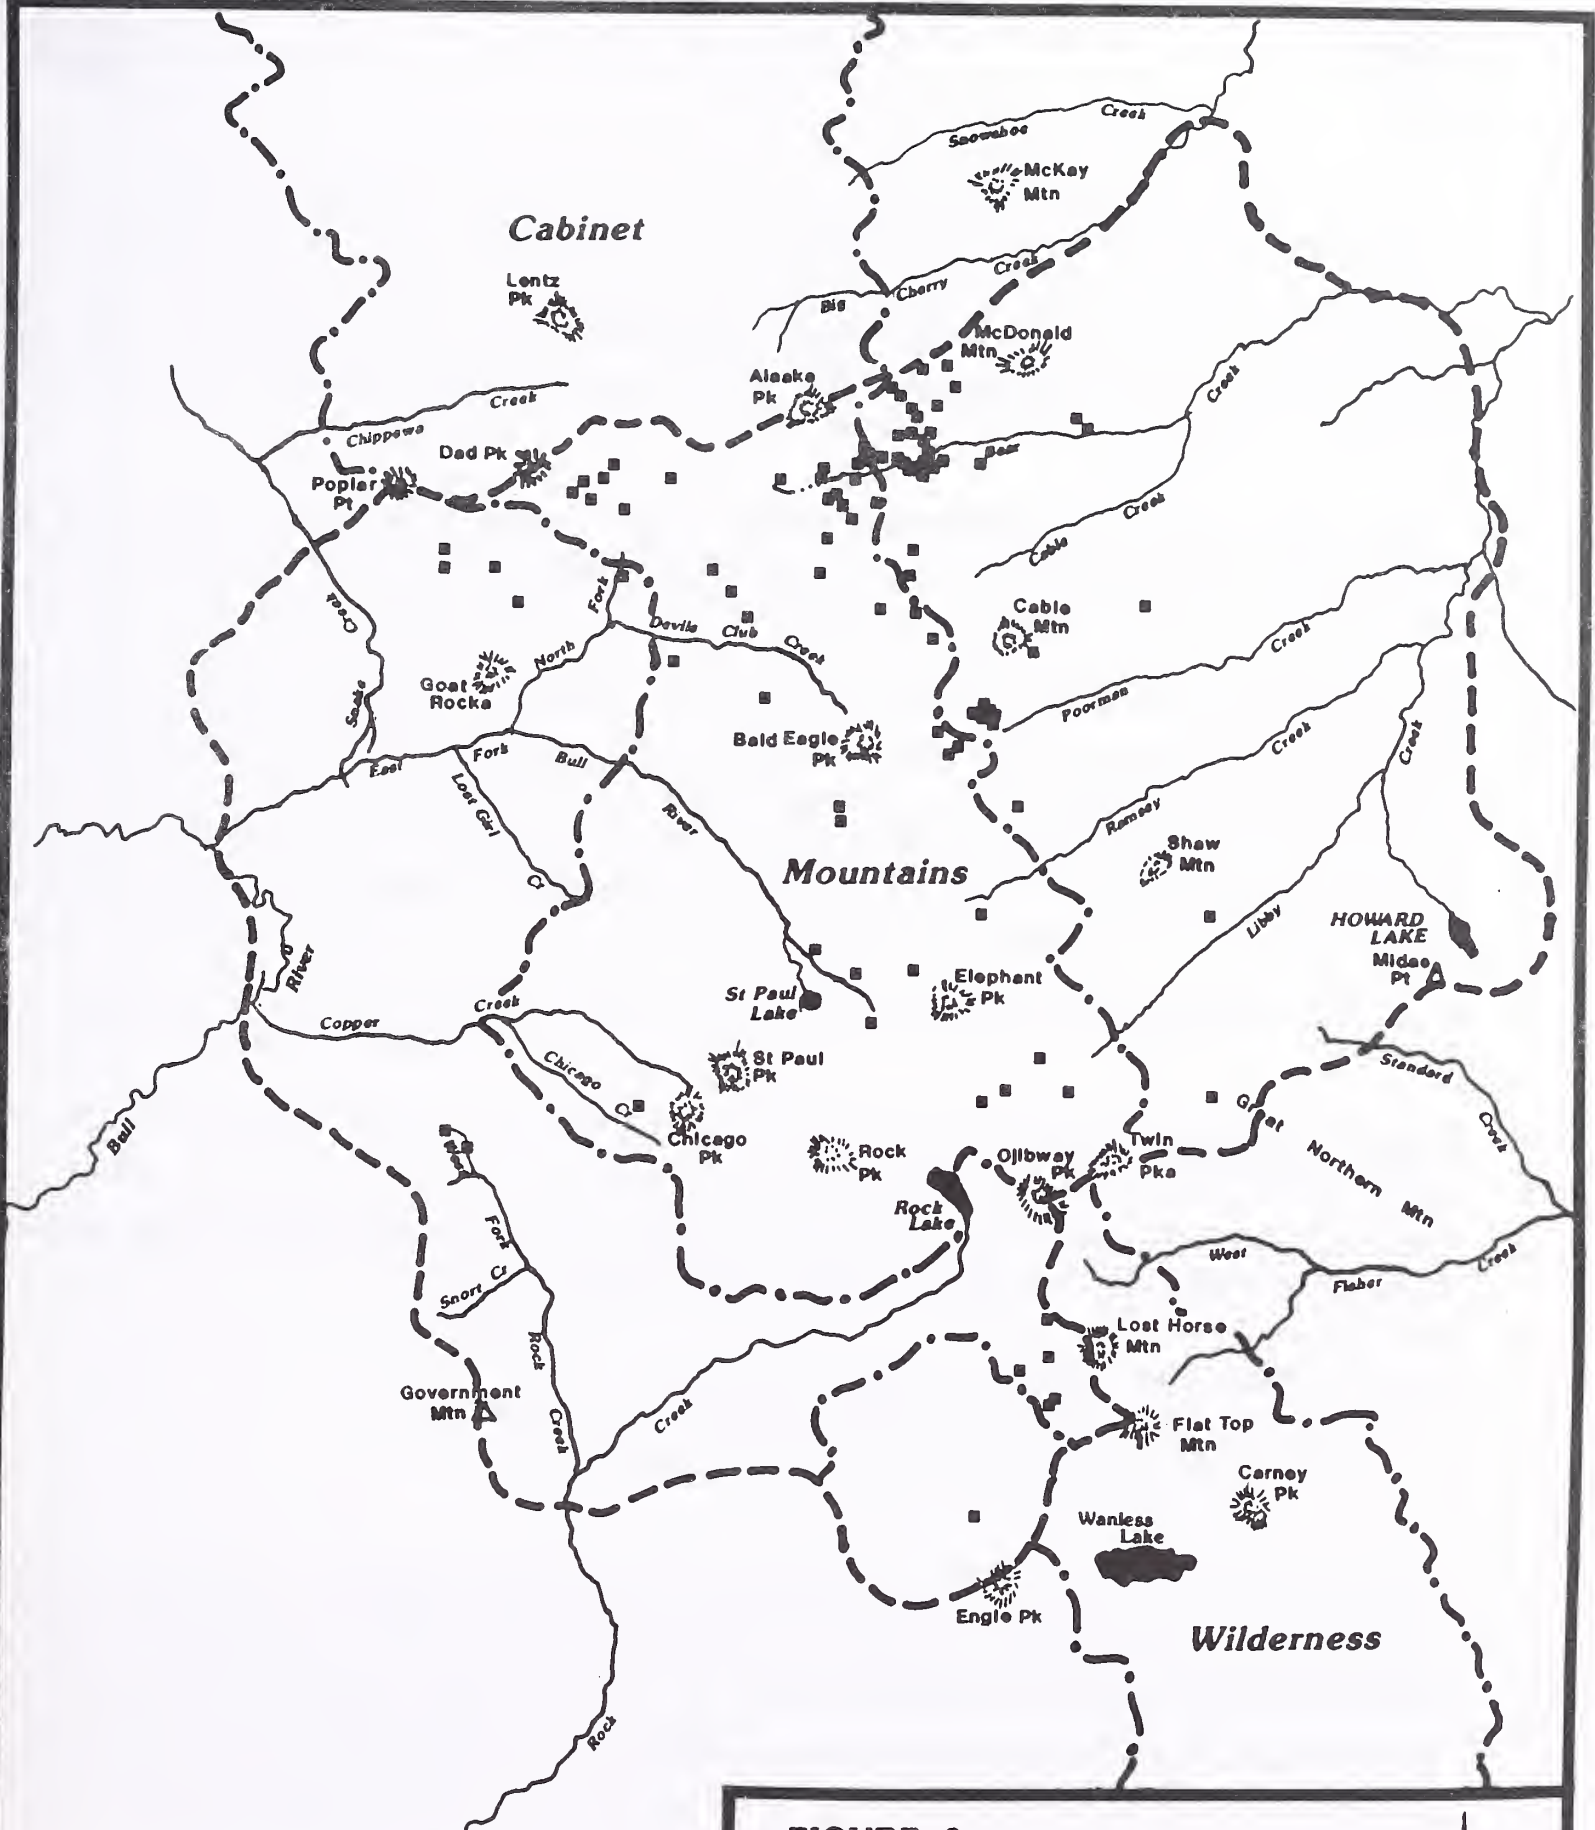 Creek
Snowshoe
McKay
Mtn
Cabinet
Creek
Cherry
Big
Lentz
Pk
McDonald
Mtn
Alaska
Pk
Creek
Creek
Chippewa
Dad Pk
Bear
Poplar
Pt
Creek
Cable
Fork
Creek
Cable
Mtn
Devils Club Creek
Creek
North
Goat
Rocks
Snake
Poorman
Bald Eagle
Pk
Creek
Creek
East Fork Bull River
Lost Girl
Cr
Ramsey
Shaw
Mtn
Mountains
Libby
HOWARD
LAKE
Midas
Pt
River
Elephant
Pk
St Paul
Lake
Creek
Copper
Chicago
Cr
St Paul
Pk
Standard
Creek
Great
Northern
Mtn
Bull
Chicago
Pk
Rock
Pk
Ojibway
Pk
Twin
Pks
Rock
Lake
West
Fork
Snort Cr
West
Fisher
Creek
Rock
Creek
Lost Horse
Mtn
Government
Mtn
Creek
Flat Top
Mtn
Carney
Pk
Wanless
Lake
Engle Pk
Wilderness
Rock